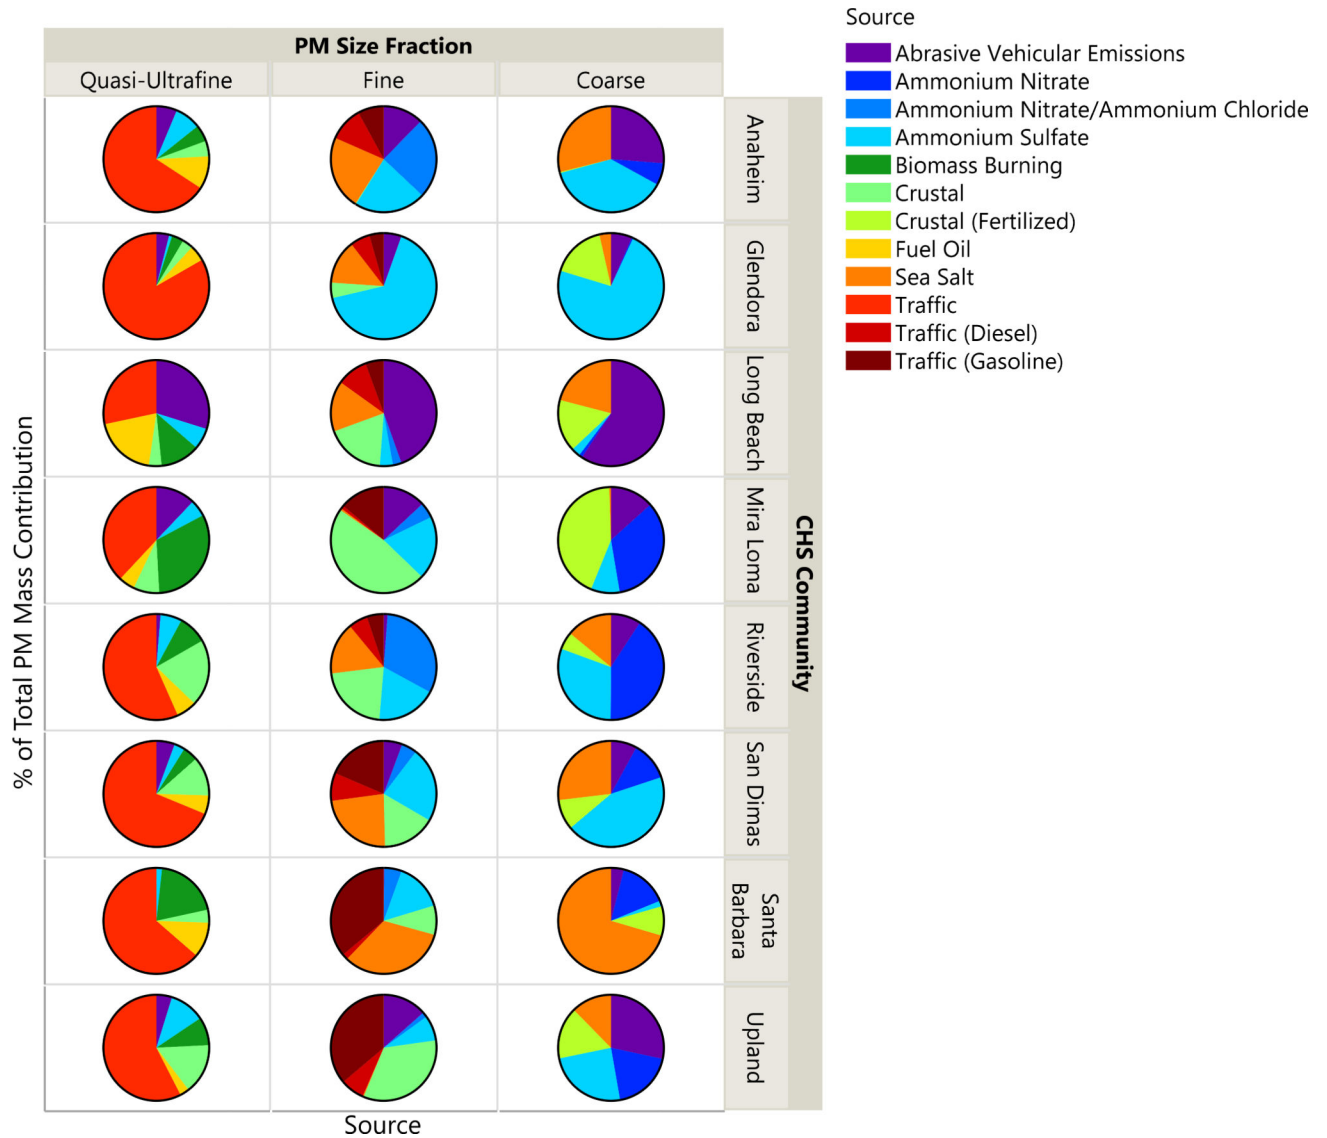 PM Size Fraction
Quasi-Ultrafine
Fine
Coarse
Source
Abrasive Vehicular Emissions
Ammonium Nitrate
Ammonium Nitrate/Ammonium Chloride
Ammonium Sulfate
Biomass Burning
Crustal
Crustal (Fertilized)
Fuel Oil
Sea Salt
Traffic
Traffic (Diesel)
Traffic (Gasoline)
% of Total PM Mass Contribution
Anaheim
Glendora
Long Beach
Mira Loma
Riverside
San Dimas
Santa
Barbara
Upland
CHS Community
Source